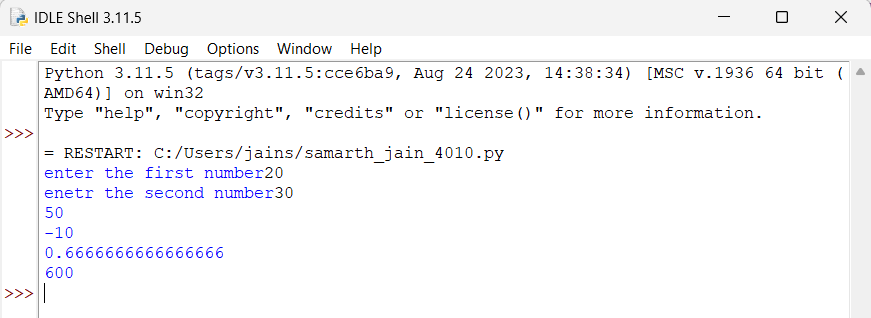 IDLE Shell 3.11.5
File Edit Shell Debug Options Window Help
Python 3.11.5 (tags/v3.11.5:cce6ba9, Aug 24 2023, 14:38:34) [MSC v.1936 64 bit (
AMD64)] on win32
Type "help", "copyright", "credits" or "license()" for more information.
>>>
= RESTART: C:/Users/jains/samarth_jain_4010.py
enter the first number20
enetr the second number30
50
-10
0.6666666666666666
600
>>>